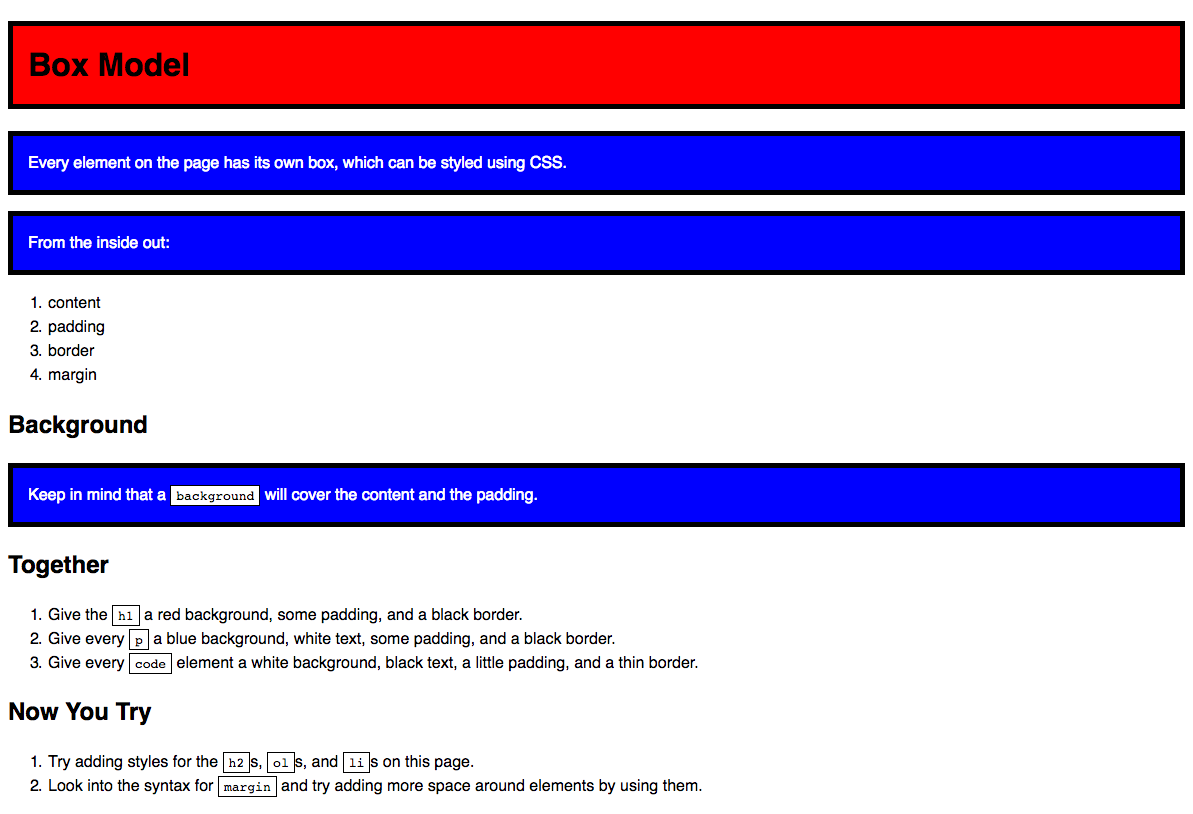 Box Model
Every element on the page has its own box, which can be styled using CSS.
From the inside out:
1. content
2. padding
3. border
4. margin
Background
Keep in mind that a background will cover the content and the padding.
Together
1. Give the h1 a red background, some padding, and a black border.
2. Give every p a blue background, white text, some padding, and a black border.
3. Give every code element a white background, black text, a little padding, and a thin border.
Now You Try
1. Try adding styles for the h2s, ols, and lis on this page.
2. Look into the syntax for margin and try adding more space around elements by using them.